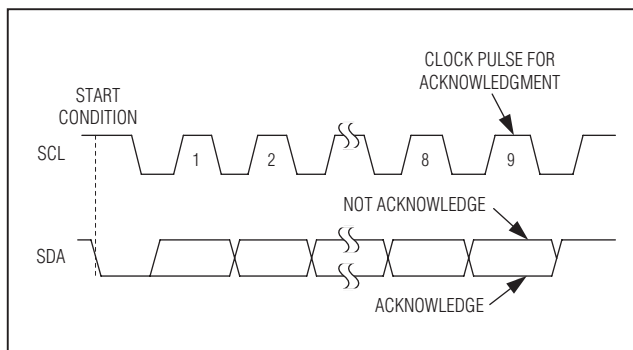 CLOCK PULSE FOR
ACKNOWLEDGMENT
START
CONDITION
SCL
1
2
8
9
NOT ACKNOWLEDGE
SDA
ACKNOWLEDGE